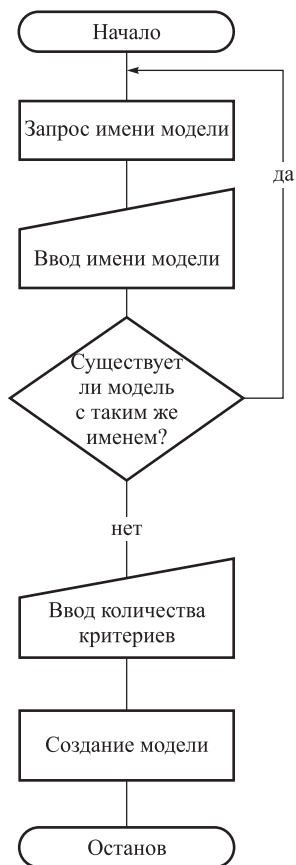 Начало
Запрос имени модели
да
Ввод имени модели
Существует
ли модель
с таким же
именем?
нет
Ввод количества
критериев
Создание модели
Останов